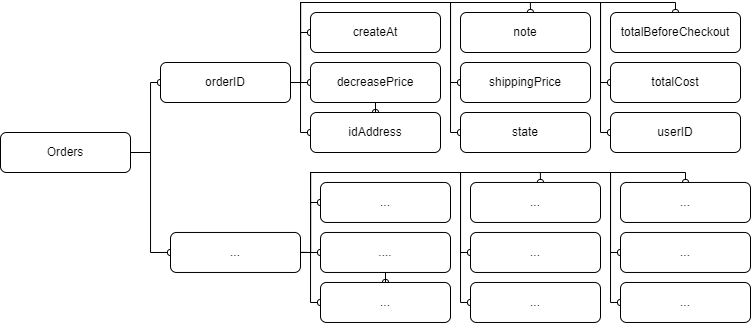 createAt
note
totalBeforeCheckout
orderID
decreasePrice
shippingPrice
totalCost
idAddress
state
userID
Orders
...
...
...
...
....
...
...
...
...
...